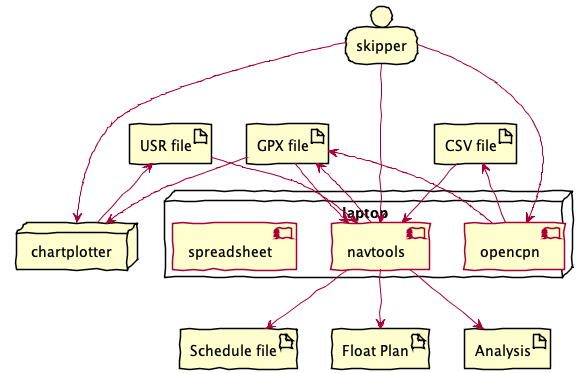 skipper
USR file
GPX file
CSV file
laptop
chartplotter
spreadsheet
navtools
opencpn
Schedule file
Float Plan
Analysis